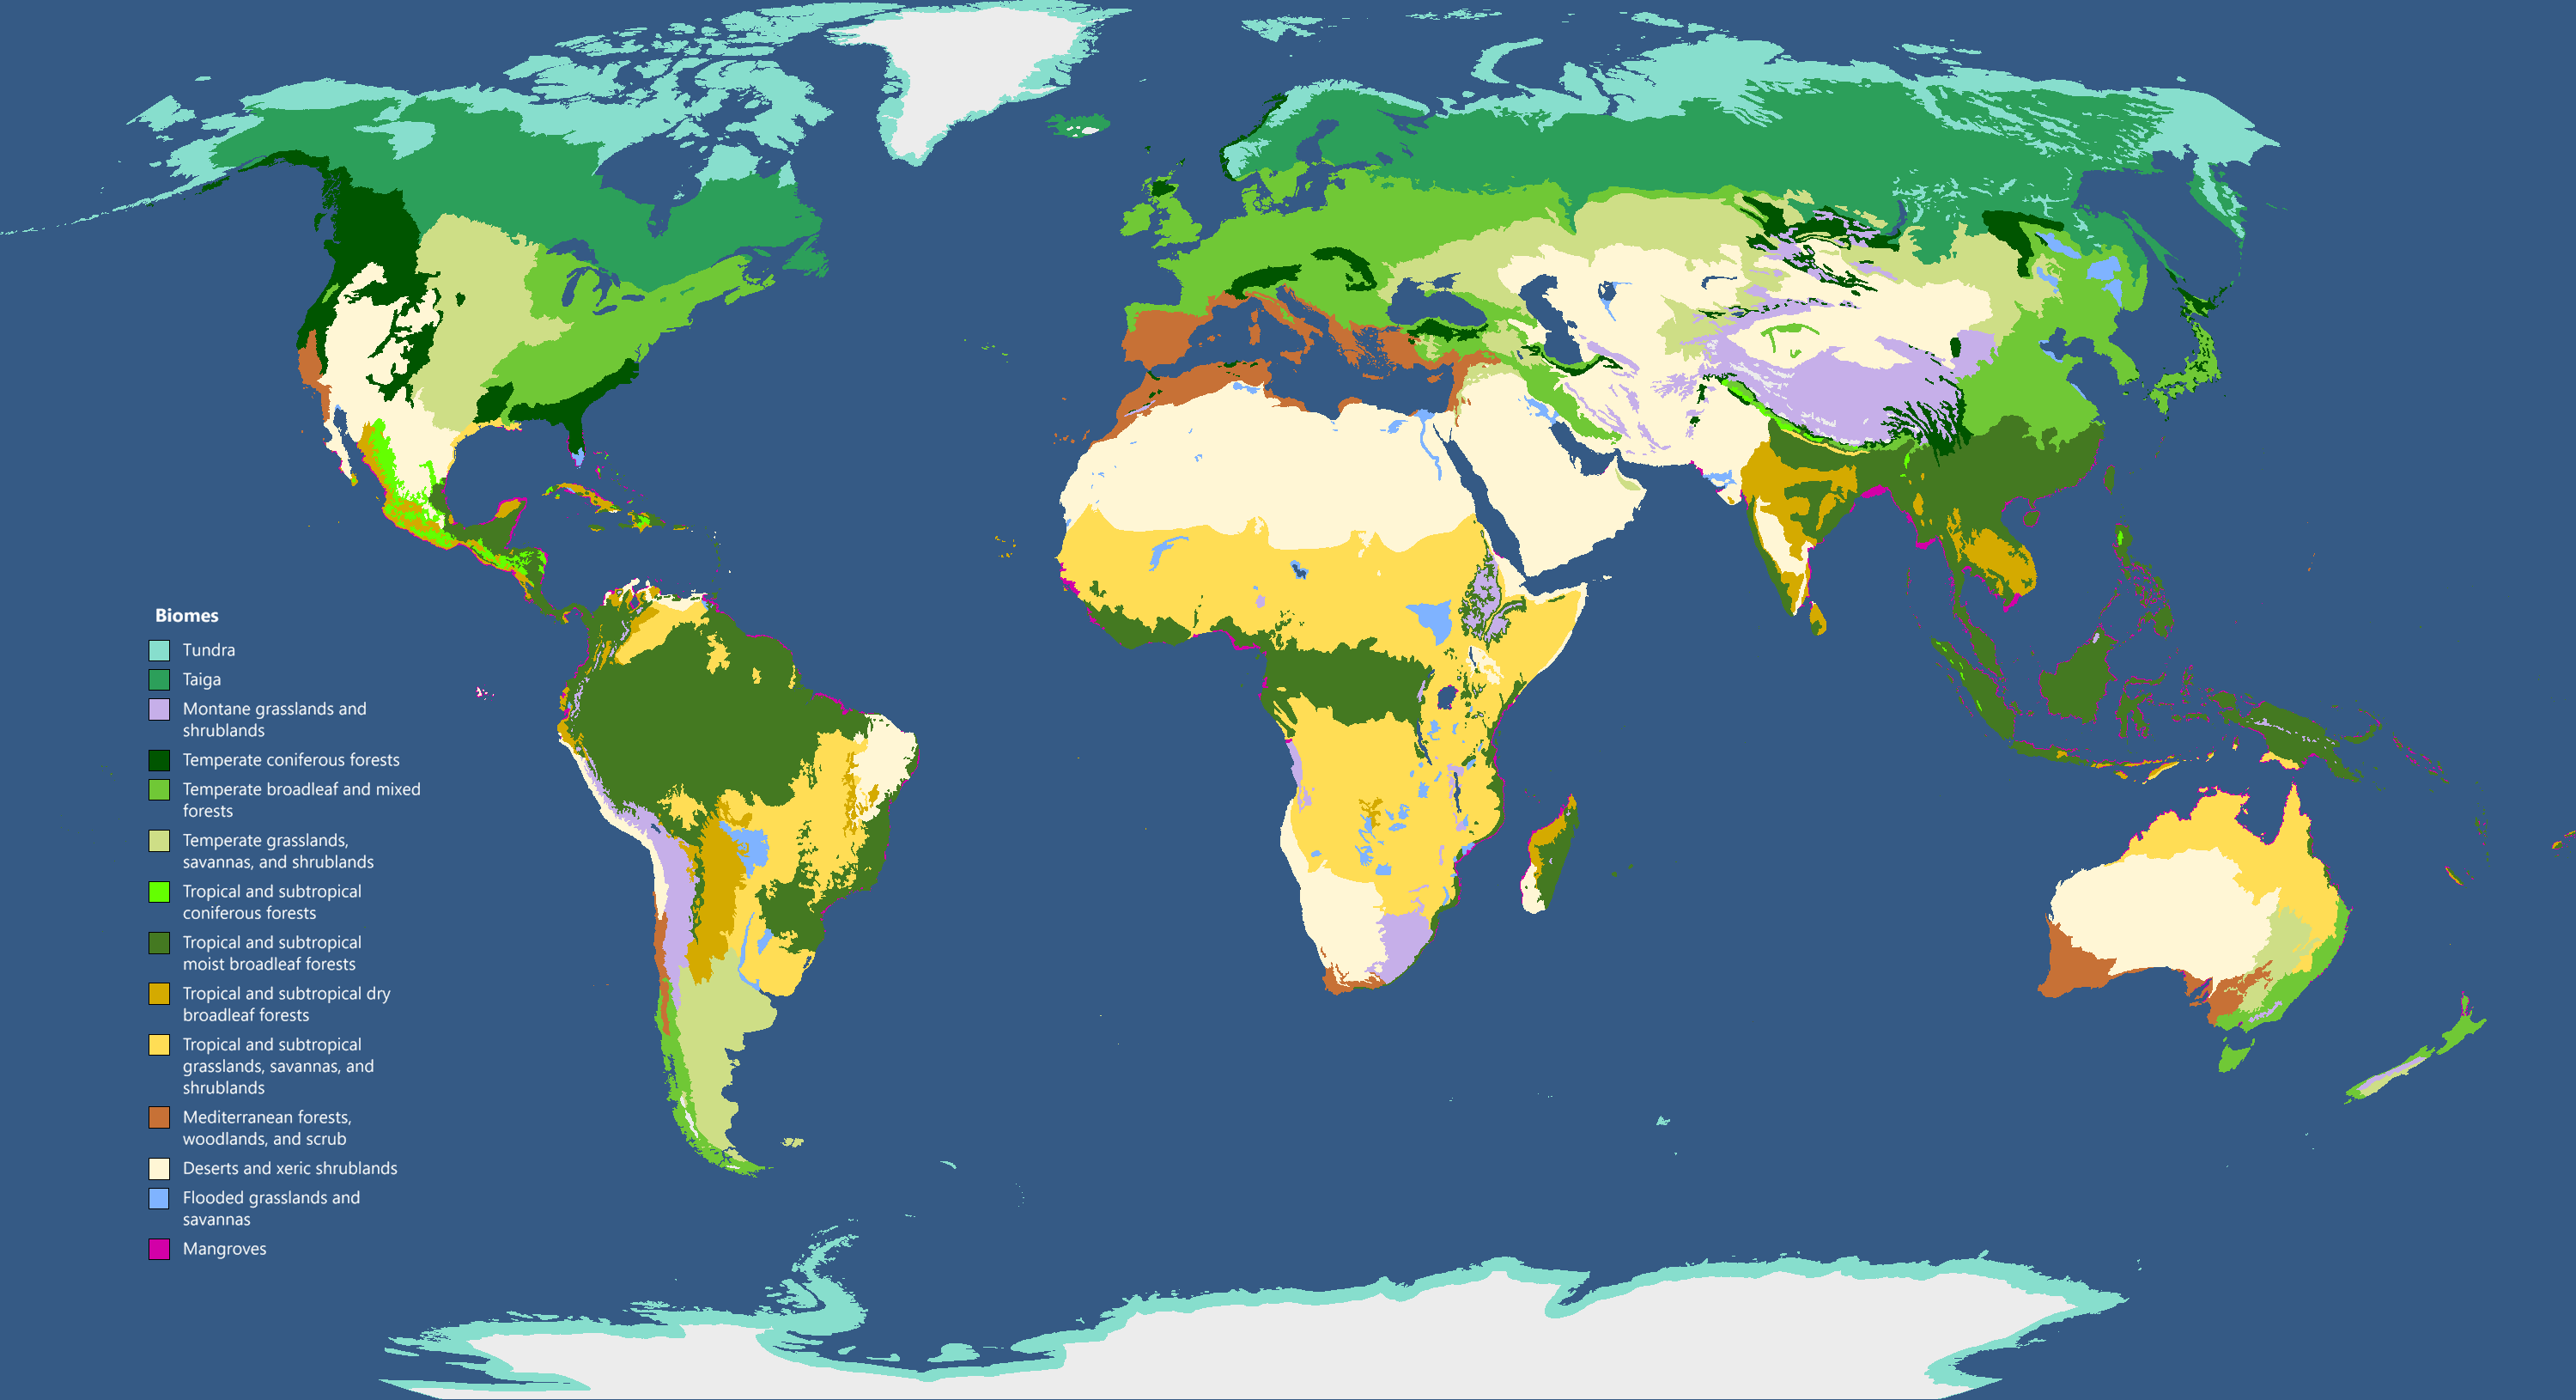 Biomes
Tundra
Taiga
Montane grasslands and
shrublands
Temperate coniferous forests
Temperate broadleaf and mixed
forests
Temperate grasslands,
savannas, and shrublands
Tropical and subtropical
coniferous forests
Tropical and subtropical
moist broadleaf forests
Tropical and subtropical dry
broadleaf forests
Tropical and subtropical
grasslands, savannas, and
shrublands
Mediterranean forests,
woodlands, and scrub
Deserts and xeric shrublands
Flooded grasslands and
savannas
Mangroves